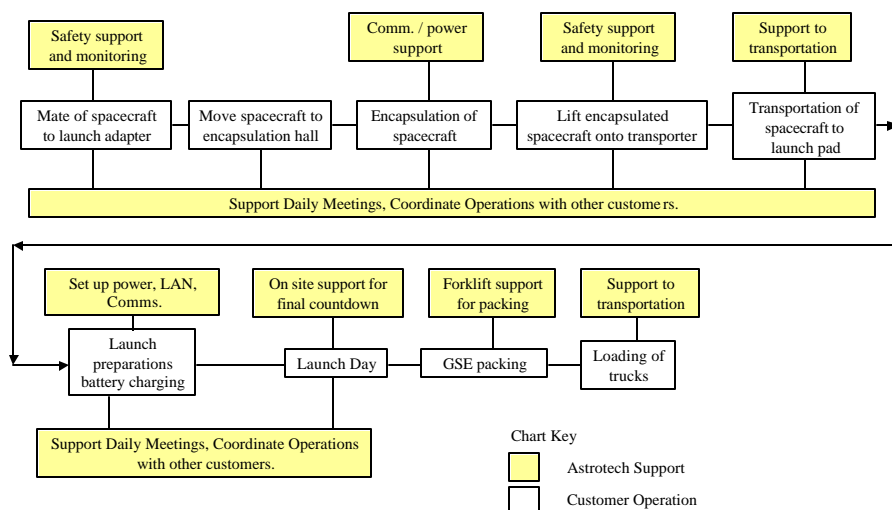 Safety support
and monitoring
Comm. / power
support
Safety support
and monitoring
Support to
transportation
Mate of spacecraft
to launch adapter
Move spacecraft to
encapsulation hall
Encapsulation of
spacecraft
Lift encapsulated
spacecraft onto transporter
Transportation of
spacecraft to
launch pad
Support Daily Meetings, Coordinate Operations with other customers.
Set up power, LAN,
Comms.
On site support for
final countdown
Forklift support
for packing
Support to
transportation
Launch
preparations
battery charging
Launch Day
GSE packing
Loading of
trucks
Support Daily Meetings, Coordinate Operations
with other customers.
Chart Key
Astrotech Support
Customer Operation